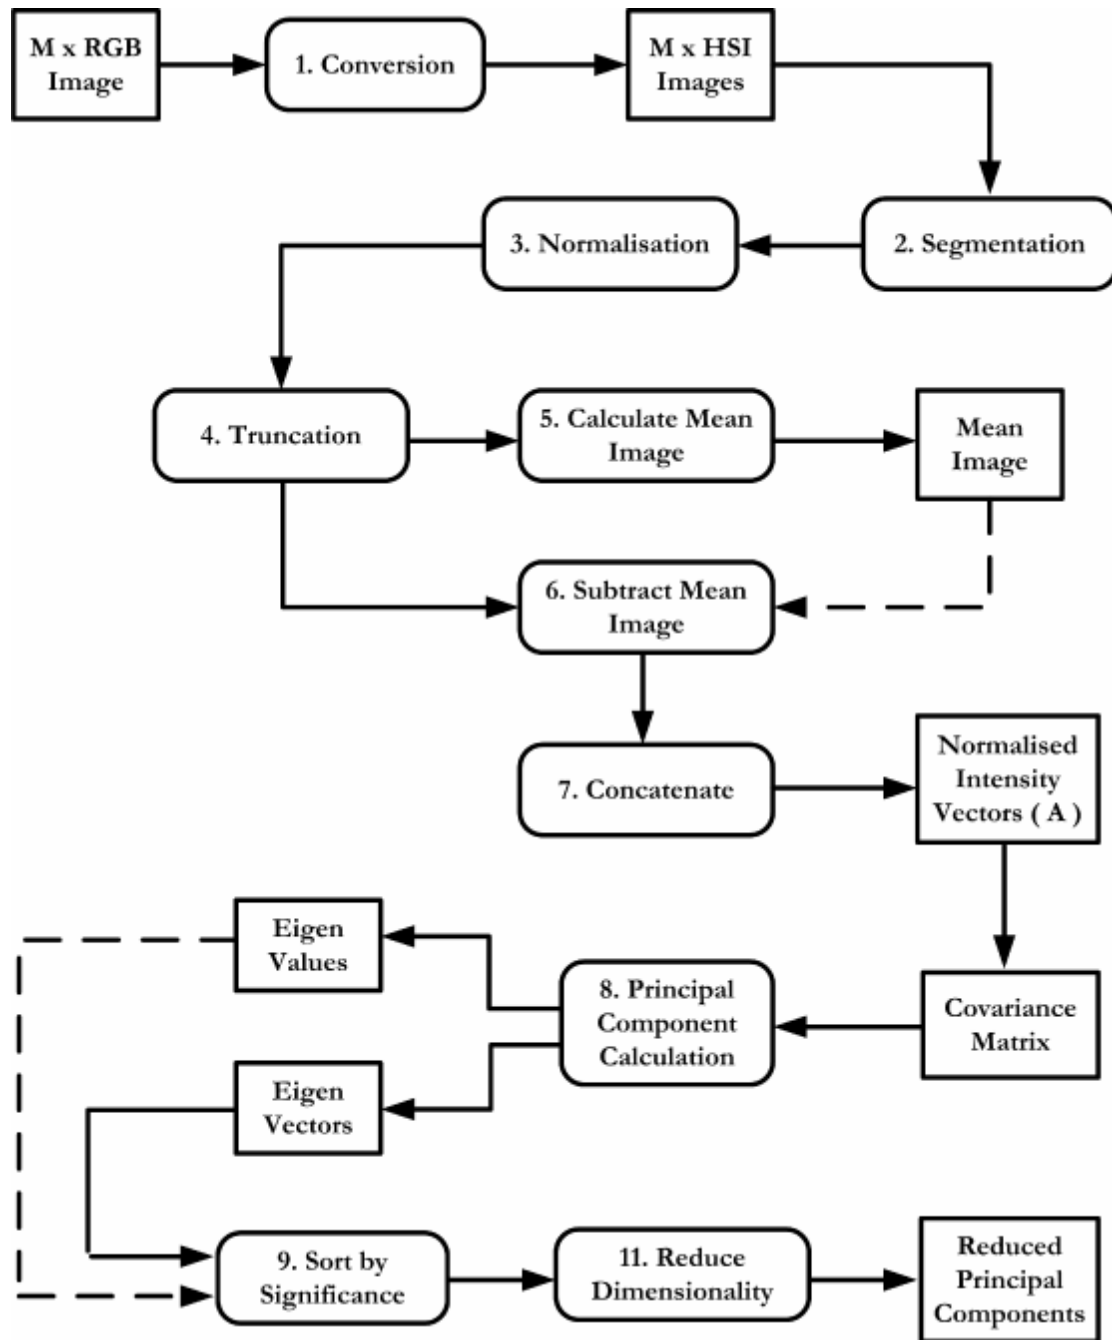 M x RGB
Image
1. Conversion
M x HSI
Images
3. Normalisation
2. Segmentation
4. Truncation
5. Calculate Mean
Image
Mean
Image
6. Subtract Mean
Image
7. Concatenate
Normalised
Intensity
Vectors ( A )
Eigen
Values
8. Principal
Component
Calculation
Covariance
Matrix
Eigen
Vectors
9. Sort by
Significance
11. Reduce
Dimensionality
Reduced
Principal
Components